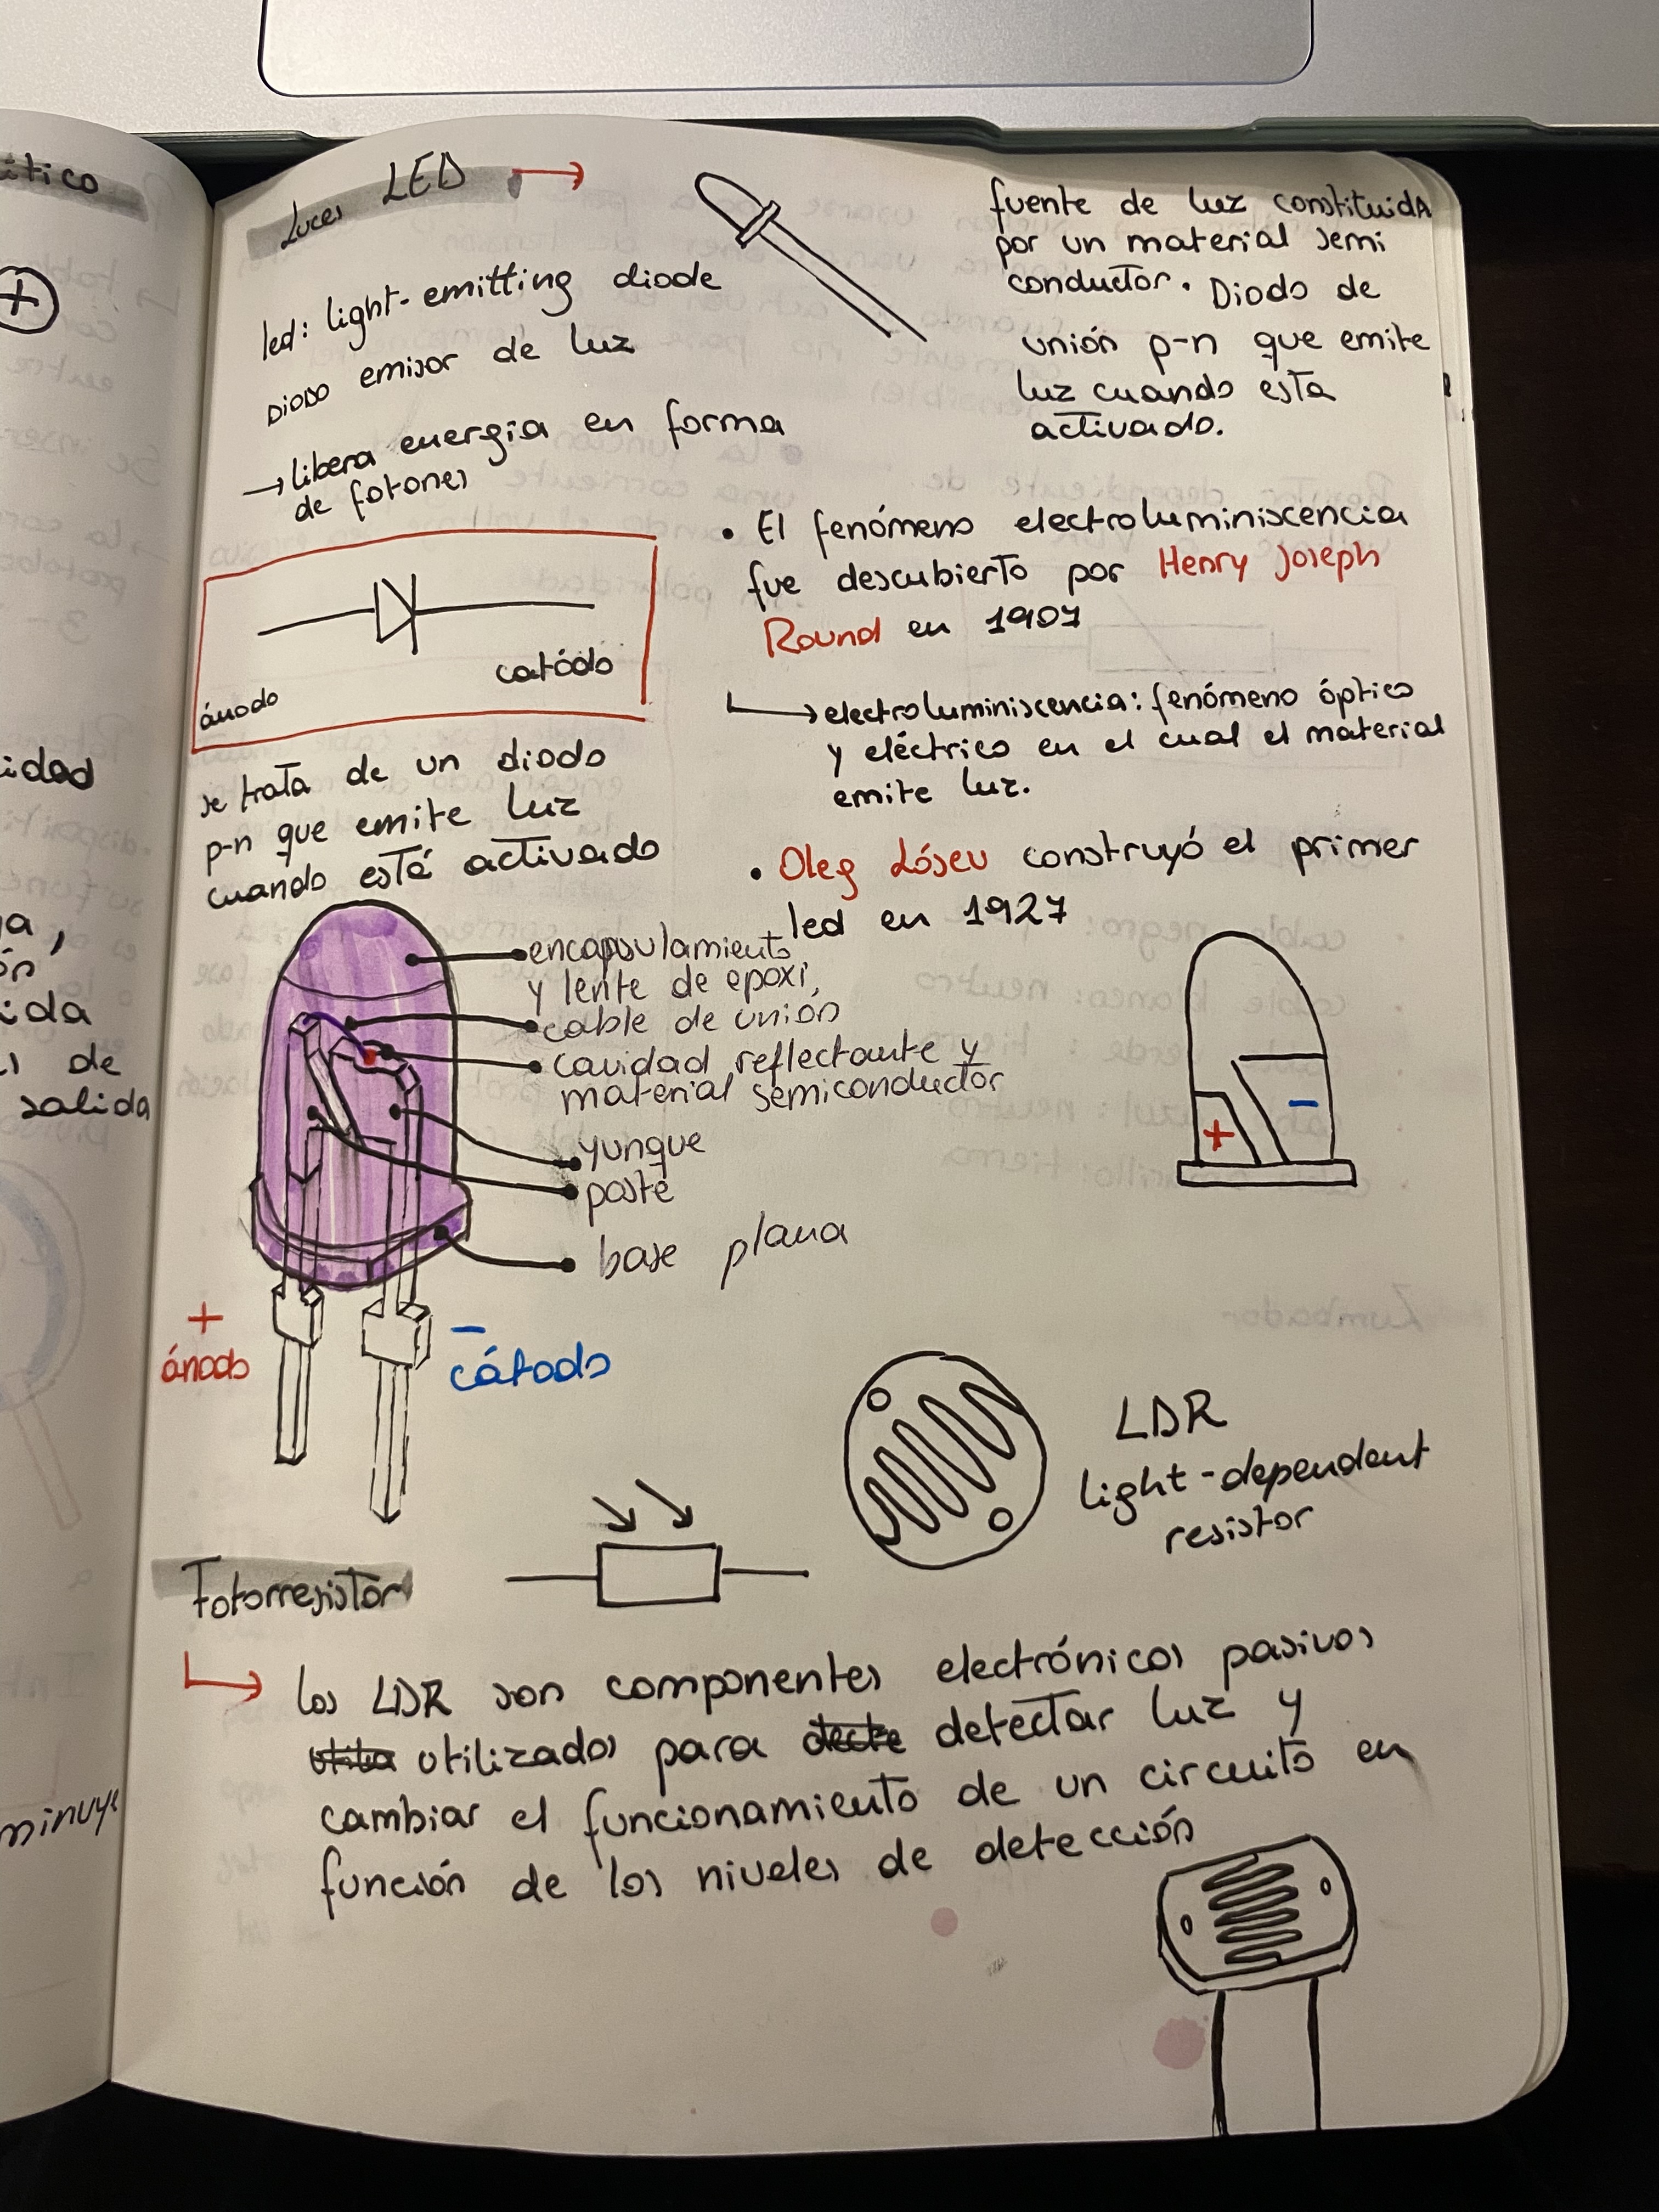 ítico
+
idad
ida
de
salida
minuye
Luces LED
led: light-emitting diode
DIODO emisor de luz
→ libera energia en forma
de fotones
fuente de luz constituidA
por un material semi
conductor. Diodo de
unión p-n que emite
luz cuando esta
activado.
ánodo
catódo
se trata de un diodo
p-n que emite luz
cuando está activado
• El fenómeno electroluminiscencia
fue descubierto por Henry Joseph
Round en 1907
→ electroluminiscencia: fenómeno óptico
y eléctrico en el cual el material
emite luz.
• Oleg Lósev construyó el primer
led en 1927
encapsulamiento
y lente de epoxi,
cable de unión
cavidad reflectante y
material semiconductor
yunque
poste
base plana
+
ánodo
-
cátodo
+
-
LDR
light-dependent
resistor
Fotorresistor
los LDR son componentes electrónicos pasivos
utilizados para detectar luz y
cambiar el funcionamiento de un circuito en
función de los niveles de detección